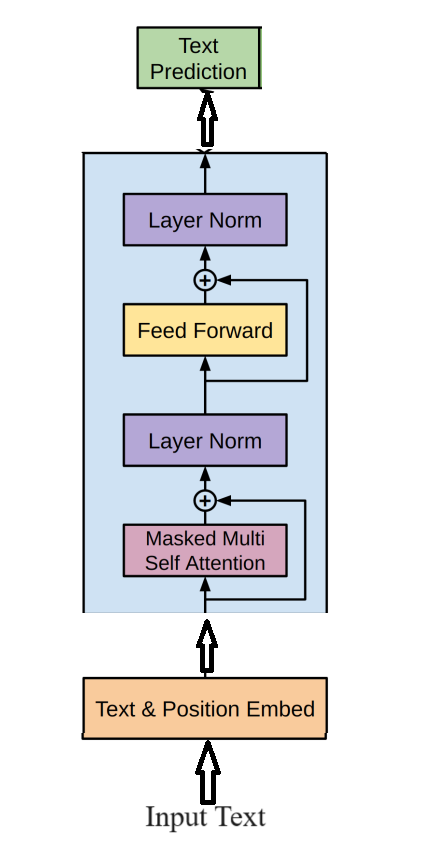 Text
Prediction
Layer Norm
Feed Forward
Layer Norm
Masked Multi
Self Attention
Text & Position Embed
Input Text